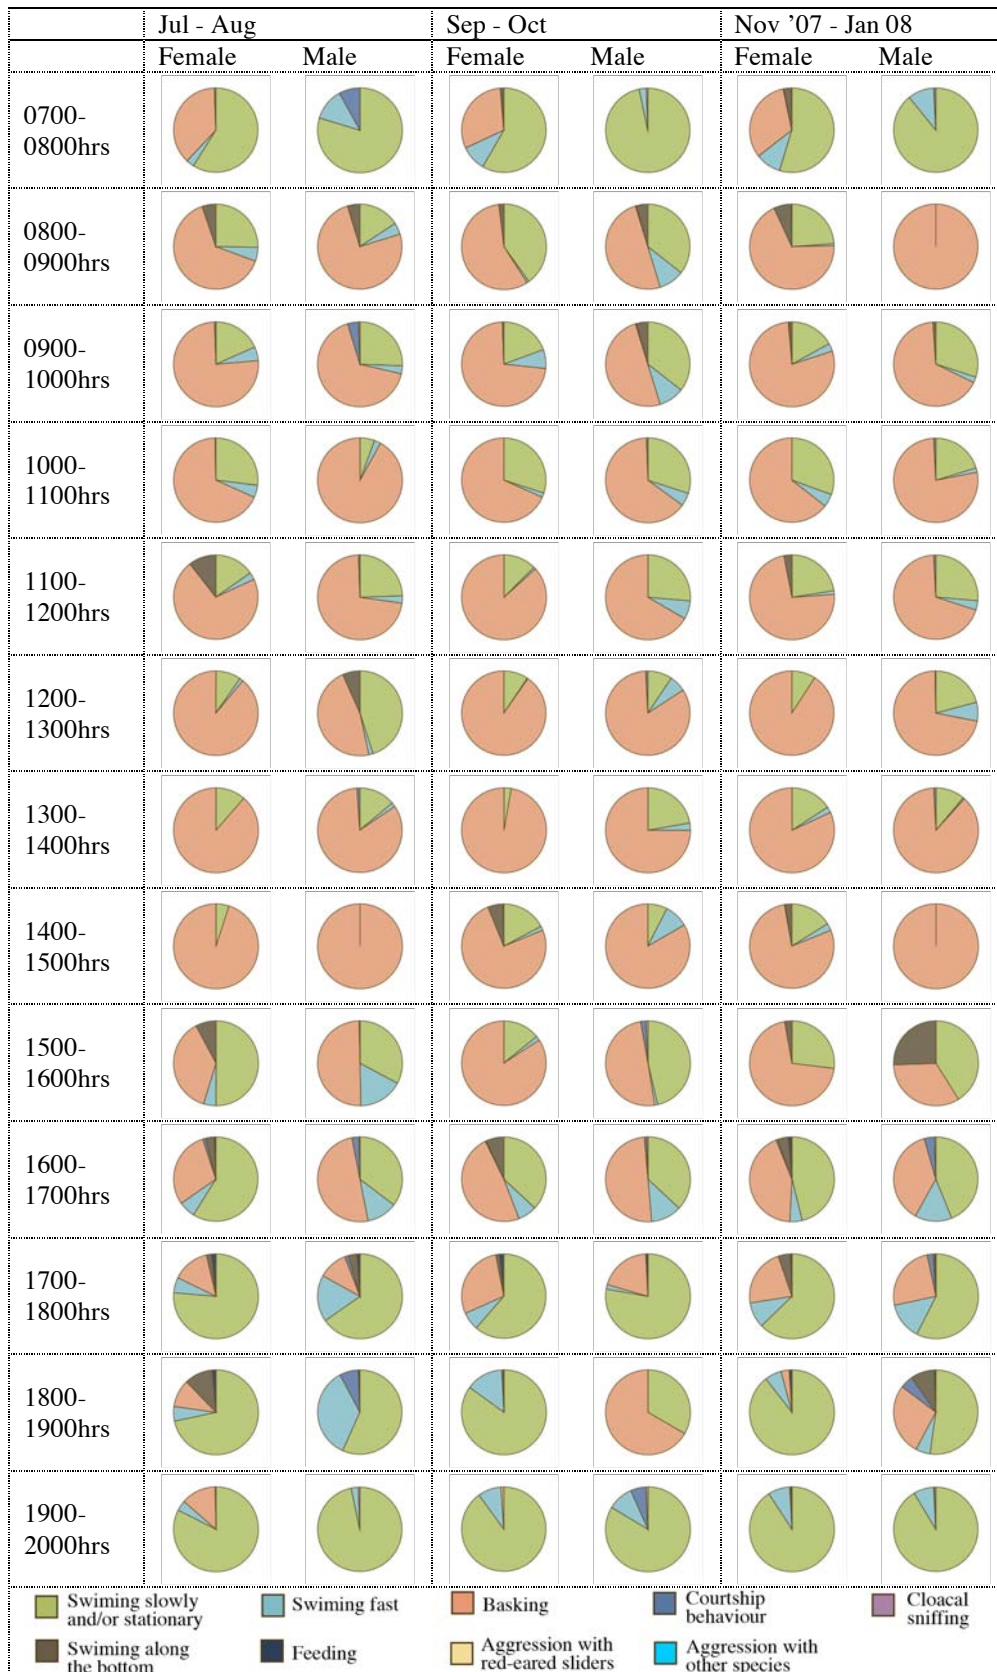 Jul - Aug Sep - Oct Nov ’07 - Jan 08
Female Male Female Male Female Male
0700-
0800hrs
0800-
0900hrs
0900-
1000hrs
1000-
1100hrs
1100-
1200hrs
1200-
1300hrs
1300-
1400hrs
1400-
1500hrs
1500-
1600hrs
1600-
1700hrs
1700-
1800hrs
1800-
1900hrs
1900-
2000hrs
Swiming slowly
and/or stationary
Swiming fast
Basking
Courtship
behaviour
Cloacal
sniffing
Swiming along
the bottom
Feeding
Aggression with
red-eared sliders
Aggression with
other species